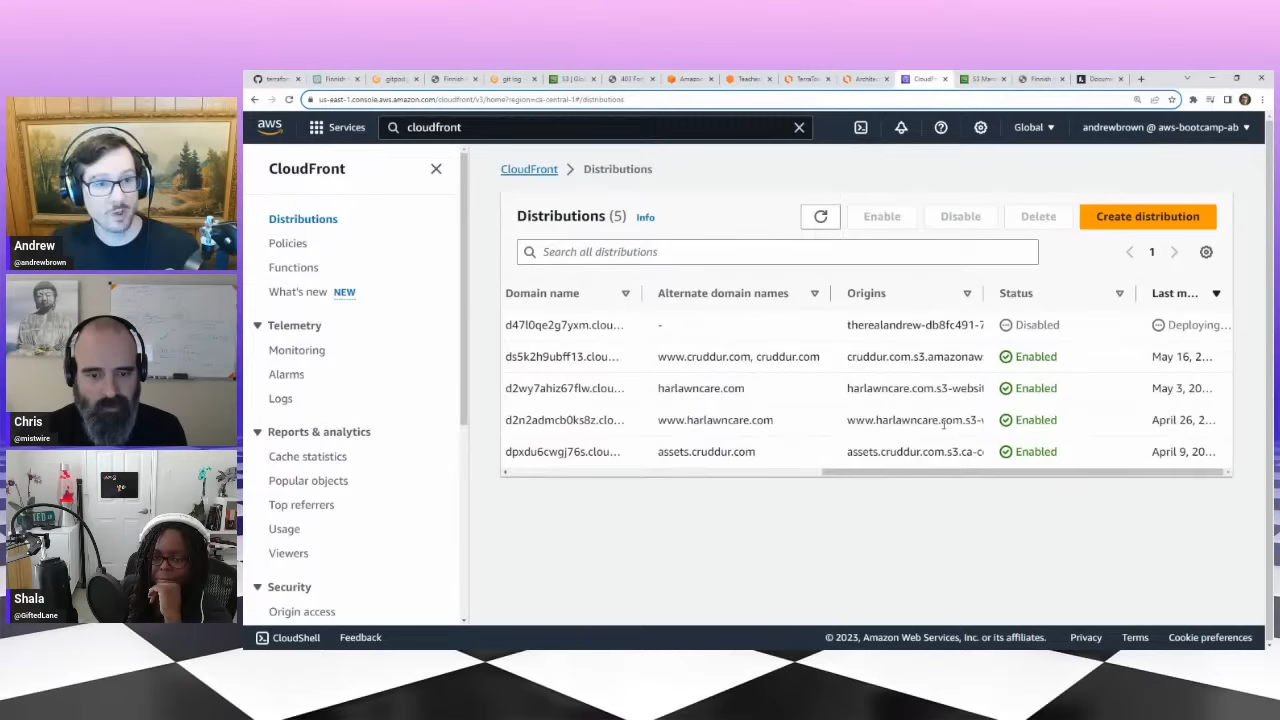 Andrew
@andrewbrown
Chris
@mistwire
Shala
@GiftedLane
us-east-1.console.aws.amazon.com/cloudfront/v3/home?region=ca-central-1#/distributions
aws
Services
cloudfront
Global
andrewbrown @ aws-bootcamp-ab
CloudFront
Distributions
Policies
Functions
What's new NEW
Telemetry
Monitoring
Alarms
Logs
Reports & analytics
Cache statistics
Popular objects
Top referrers
Usage
Viewers
Security
Origin access
CloudFront > Distributions
Distributions (5) Info
Enable
Disable
Delete
Create distribution
Search all distributions
1
Domain name Alternate domain names Origins Status Last m...
d47l0qe2g7yxm.clou... - therealandrew-db8fc491-7 Disabled Deploying...
ds5k2h9ubff13.clou... www.cruddur.com, cruddur.com cruddur.com.s3.amazonaw Enabled May 16, 2...
d2wy7ahiz67flw.clou... harlawncare.com harlawncare.com.s3-websit Enabled May 3, 20...
d2n2admcb0ks8z.clo... www.harlawncare.com www.harlawncare.com.s3- Enabled April 26, 2...
dpxdu6cwgj76s.clou... assets.cruddur.com assets.cruddur.com.s3.ca-c Enabled April 9, 20...
CloudShell Feedback © 2023, Amazon Web Services, Inc. or its affiliates. Privacy Terms Cookie preferences